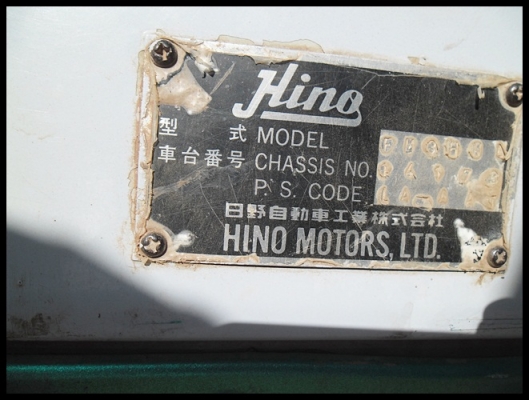 Hino
型 式 MODEL
車台番号 CHASSIS NO.
P. S. CODE
日野自動車工業株式会社
HINO MOTORS, LTD.